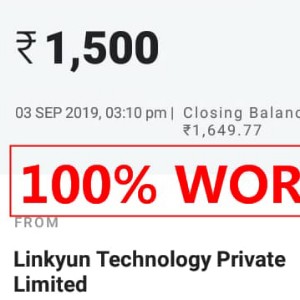 ₹ 1,500
03 SEP 2019, 03:10 pm | Closing Balanc
₹1,649.77
100% WOR
FROM
Linkyun Technology Private
Limited